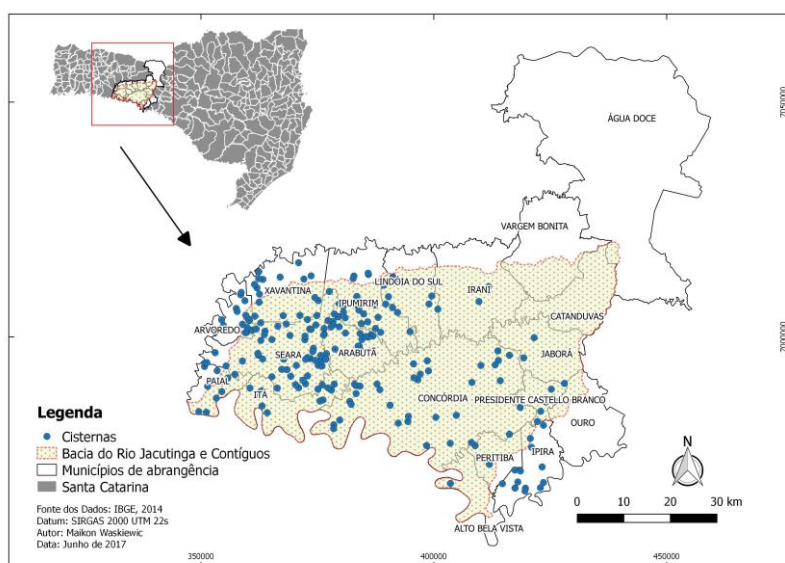 7050000
ÁGUA DOCE
VARGEM BONITA
LINDÓIA DO SUL
XAVANTINA
IRANI
IPUMIRIM
CATANDUVAS
ARVOREDO
7000000
SEARA
ARABUTÃ
JABORÁ
PAIAL
ITÁ
CONCÓRDIA
PRESIDENTE CASTELLO BRANCO
OURO
PERITIBA
IPIRA
ALTO BELA VISTA
Legenda
Cisternas
Bacia do Rio Jacutinga e Contíguos
Municípios de abrangência
Santa Catarina
Fonte dos Dados: IBGE, 2014
Datum: SIRGAS 2000 UTM 22s
Autor: Maikon Waskiewic
Data: Junho de 2017
N
0 10 20 30 km
350000 400000 450000